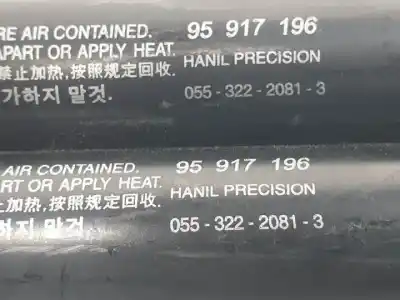 RE AIR CONTAINED. 95 917 196
APART OR APPLY HEAT. HANIL PRECISION
禁止加热,按照规定回收.
가하지 말것. 055-322-2081-3
AIR CONTAINED. 95 917 196
ART OR APPLY HEAT. HANIL PRECISION
加热,按照规定回收.
하지 말것. 055-322-2081-3